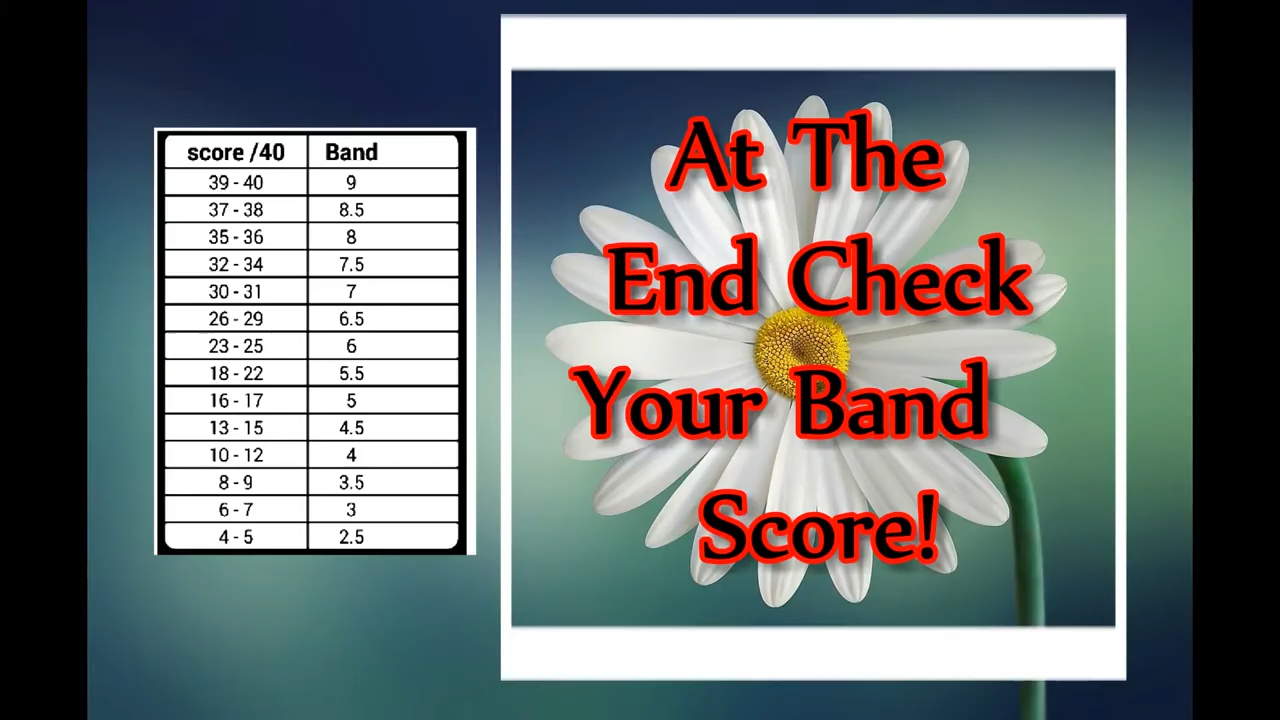 score /40 Band
39 - 40 9
37 - 38 8.5
35 - 36 8
32 - 34 7.5
30 - 31 7
26 - 29 6.5
23 - 25 6
18 - 22 5.5
16 - 17 5
13 - 15 4.5
10 - 12 4
8 - 9 3.5
6 - 7 3
4 - 5 2.5
At The
End Check
Your Band
Score!